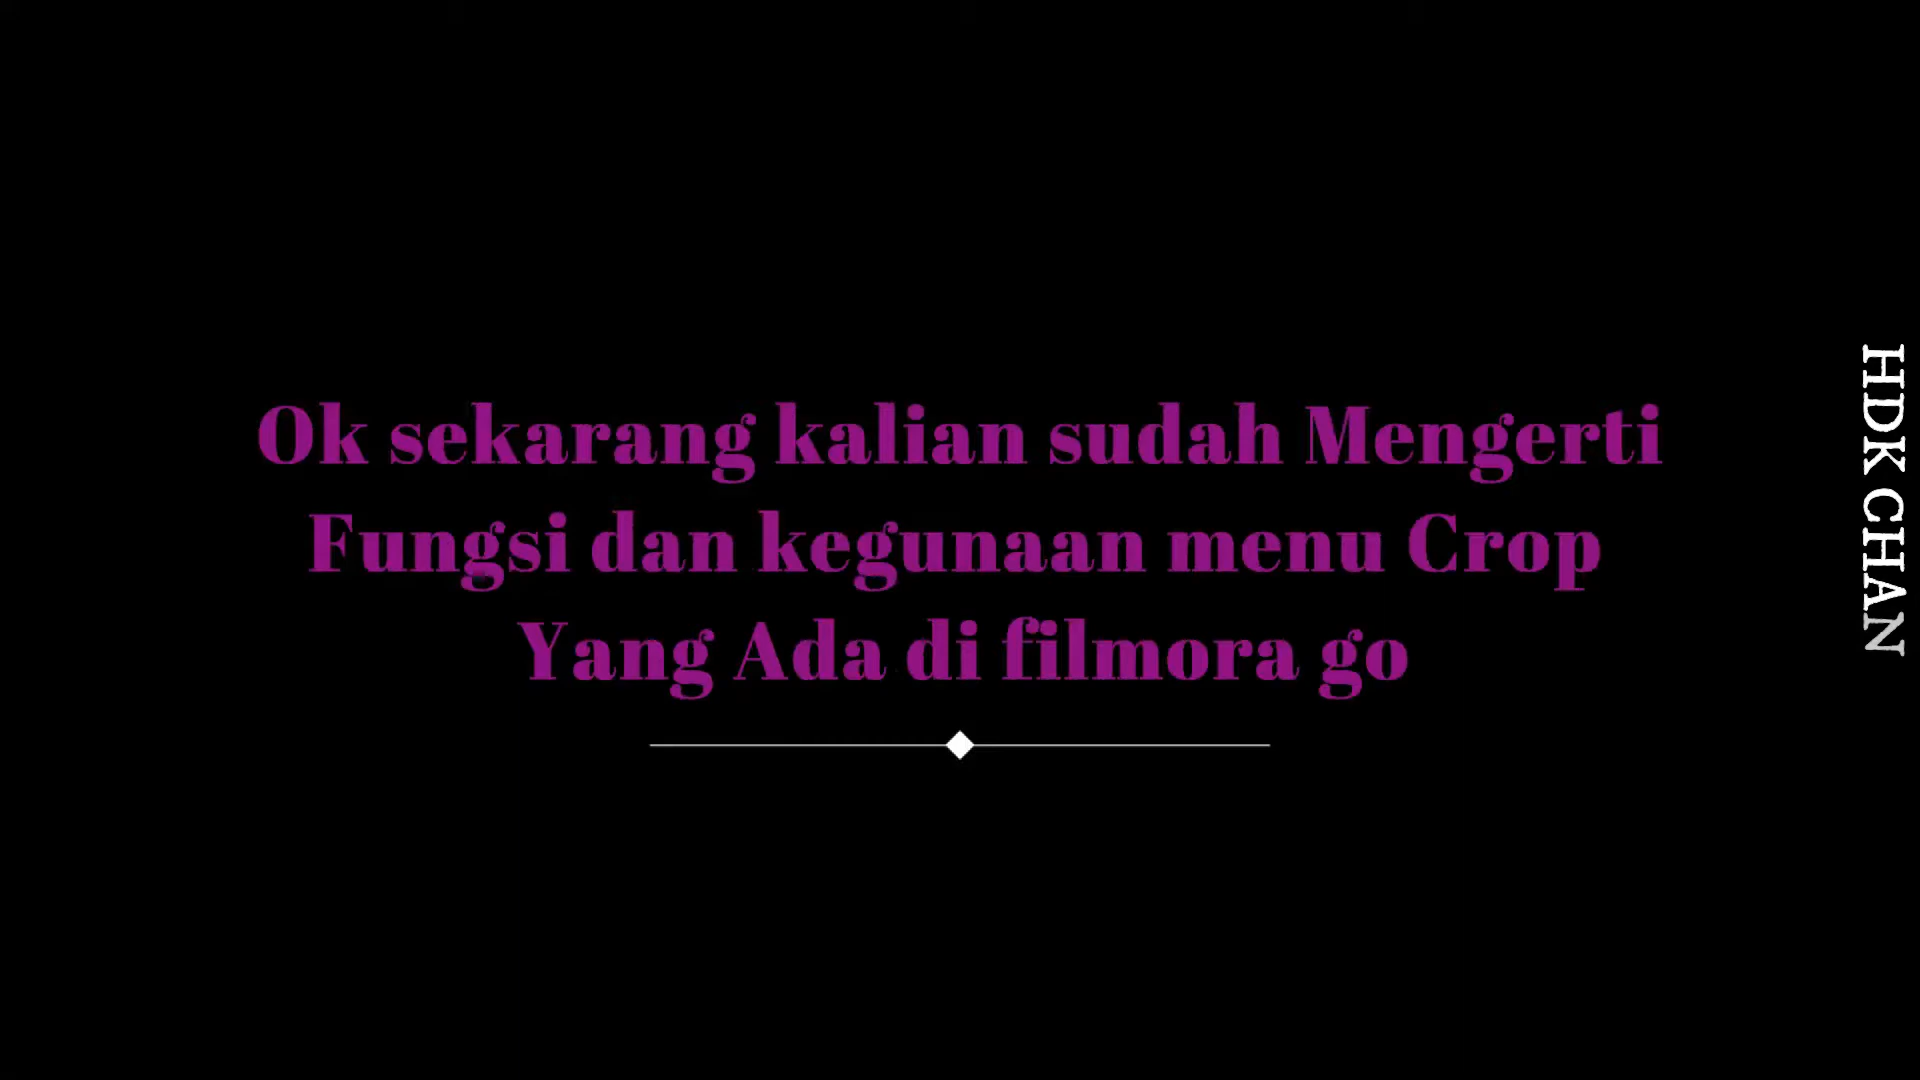 Ok sekarang kalian sudah Mengerti
Fungsi dan kegunaan menu Crop
Yang Ada di filmora go
HDK CHAN